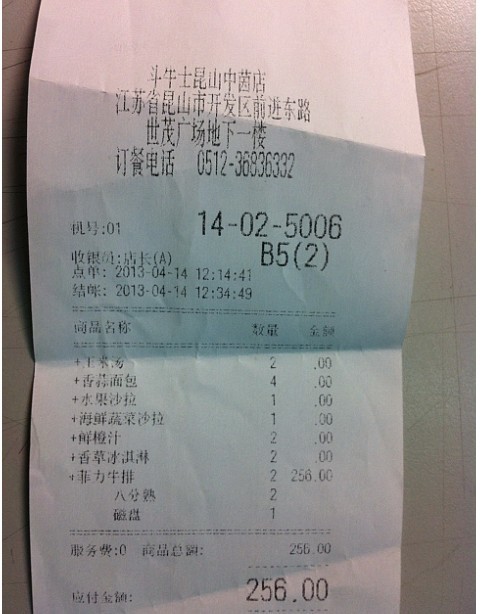 斗牛士昆山中茵店
江苏省昆山市开发区前进东路
世茂广场地下一楼
订餐电话 0512-36836332
机号:01 14-02-5006
收银员:店长(A) B5(2)
点单: 2013-04-14 12:14:41
结帐: 2013-04-14 12:34:49
商品名称 数量 金额
+玉米汤 2 .00
+香蒜面包 4 .00
+水果沙拉 1 .00
+海鲜蔬菜沙拉 1 .00
+鲜橙汁 2 .00
+香草冰淇淋 2 .00
+菲力牛排 2 256.00
八分熟 2
磁盘 1
服务费:0 商品总额: 256.00
应付金额: 256.00